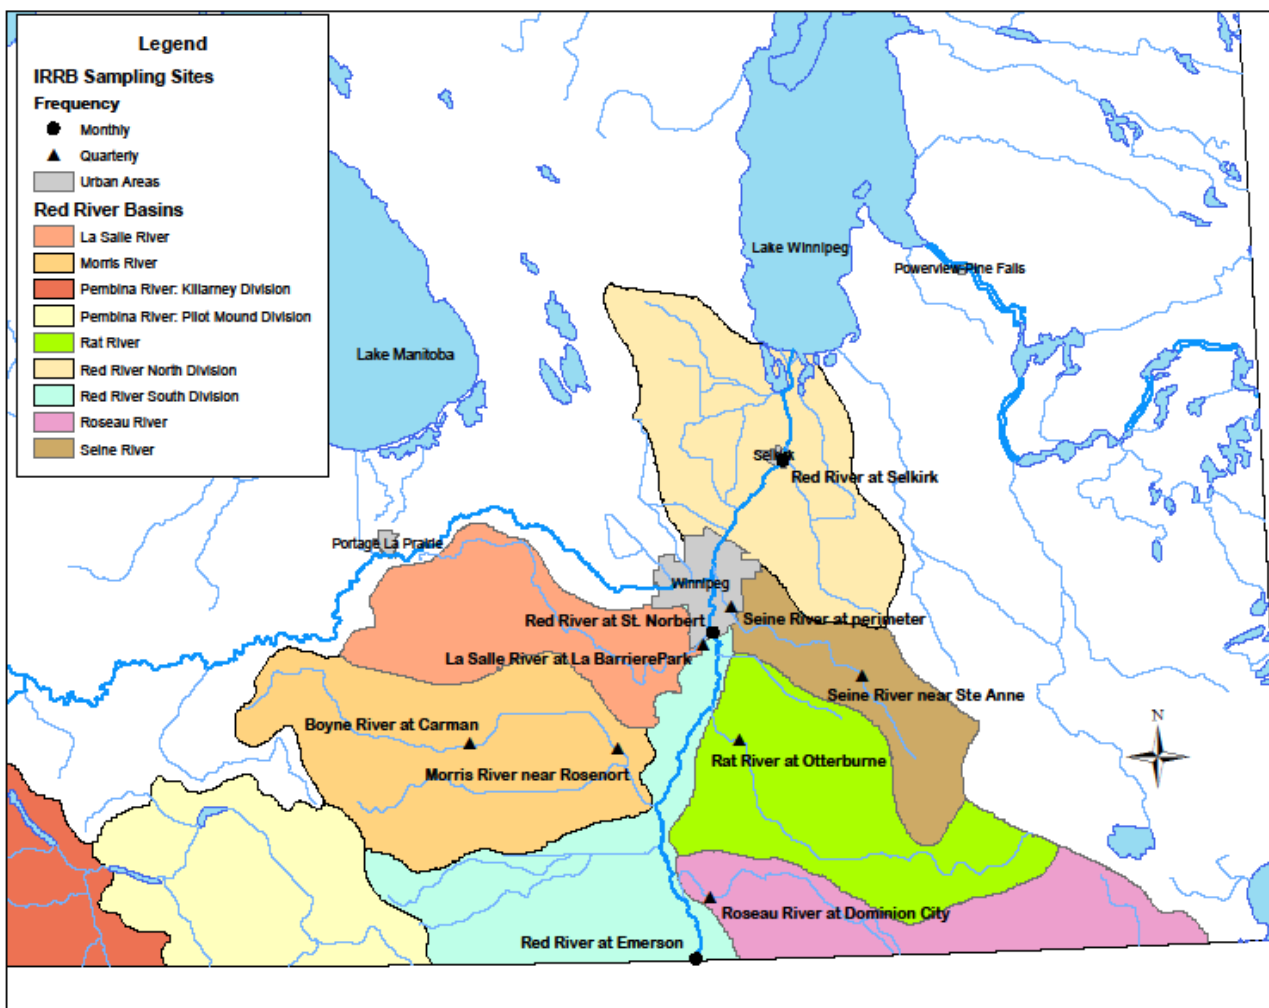 Legend
IRRB Sampling Sites
Frequency
Monthly
Quarterly
Urban Areas
Red River Basins
La Salle River
Morris River
Pembina River: Killarney Division
Pembina River: Pilot Mound Division
Rat River
Red River North Division
Red River South Division
Roseau River
Seine River
Lake Winnipeg
Powerview-Pine Falls
Lake Manitoba
Selkirk
Red River at Selkirk
Portage La Prairie
Winnipeg
Red River at St. Norbert
Seine River at perimeter
La Salle River at La BarrierePark
Seine River near Ste Anne
Boyne River at Carman
N
Rat River at Otterburne
Morris River near Rosenort
Roseau River at Dominion City
Red River at Emerson